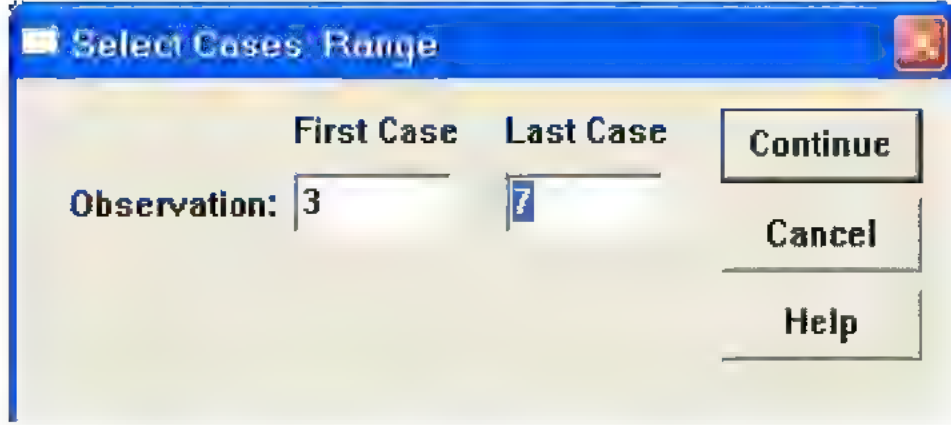 Select Cases: Range
First Case Last Case
Observation: 3 7
Continue
Cancel
Help